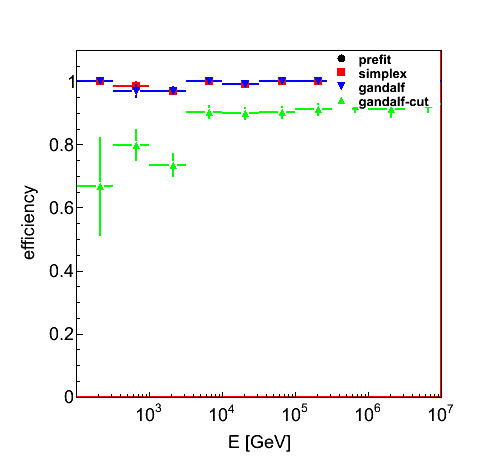 prefit
simplex
gandalf
gandalf-cut
efficiency
1
0.8
0.6
0.4
0.2
0
10³ 10⁴ 10⁵ 10⁶ 10⁷
E [GeV]